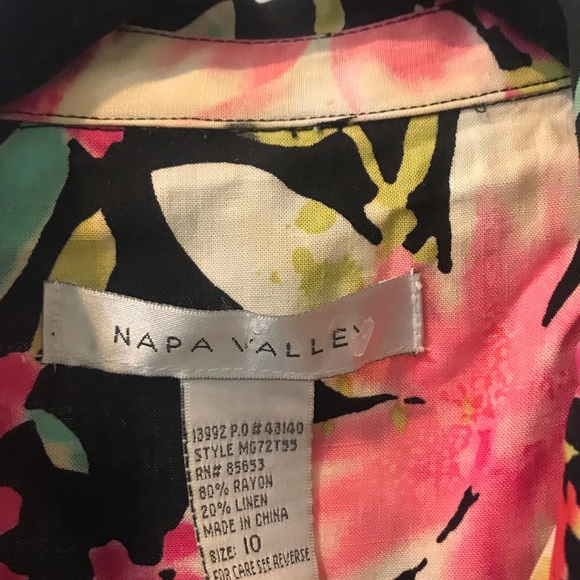 NAPA VALLEY
13992 P.O # 43140
STYLE MG72T55
RN# 85653
80% RAYON
20% LINEN
MADE IN CHINA
SIZE: 10
FOR CARE SEE REVERSE